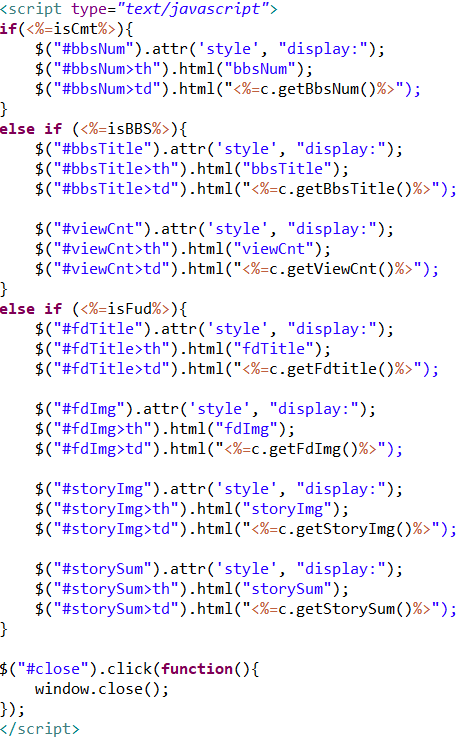 <script type="text/javascript">
if(<%=isCmt%>){
    $("#bbsNum").attr('style', "display:");
    $("#bbsNum>th").html("bbsNum");
    $("#bbsNum>td").html("<%=c.getBbsNum()%>");
}
else if (<%=isBBS%>){
    $("#bbsTitle").attr('style', "display:");
    $("#bbsTitle>th").html("bbsTitle");
    $("#bbsTitle>td").html("<%=c.getBbsTitle()%>");

    $("#viewCnt").attr('style', "display:");
    $("#viewCnt>th").html("viewCnt");
    $("#viewCnt>td").html("<%=c.getViewCnt()%>");
}
else if (<%=isFud%>){
    $("#fdTitle").attr('style', "display:");
    $("#fdTitle>th").html("fdTitle");
    $("#fdTitle>td").html("<%=c.getFdtitle()%>");

    $("#fdImg").attr('style', "display:");
    $("#fdImg>th").html("fdImg");
    $("#fdImg>td").html("<%=c.getFdImg()%>");

    $("#storyImg").attr('style', "display:");
    $("#storyImg>th").html("storyImg");
    $("#storyImg>td").html("<%=c.getStoryImg()%>");

    $("#storySum").attr('style', "display:");
    $("#storySum>th").html("storySum");
    $("#storySum>td").html("<%=c.getStorySum()%>");
}

$("#close").click(function(){
    window.close();
});
</script>